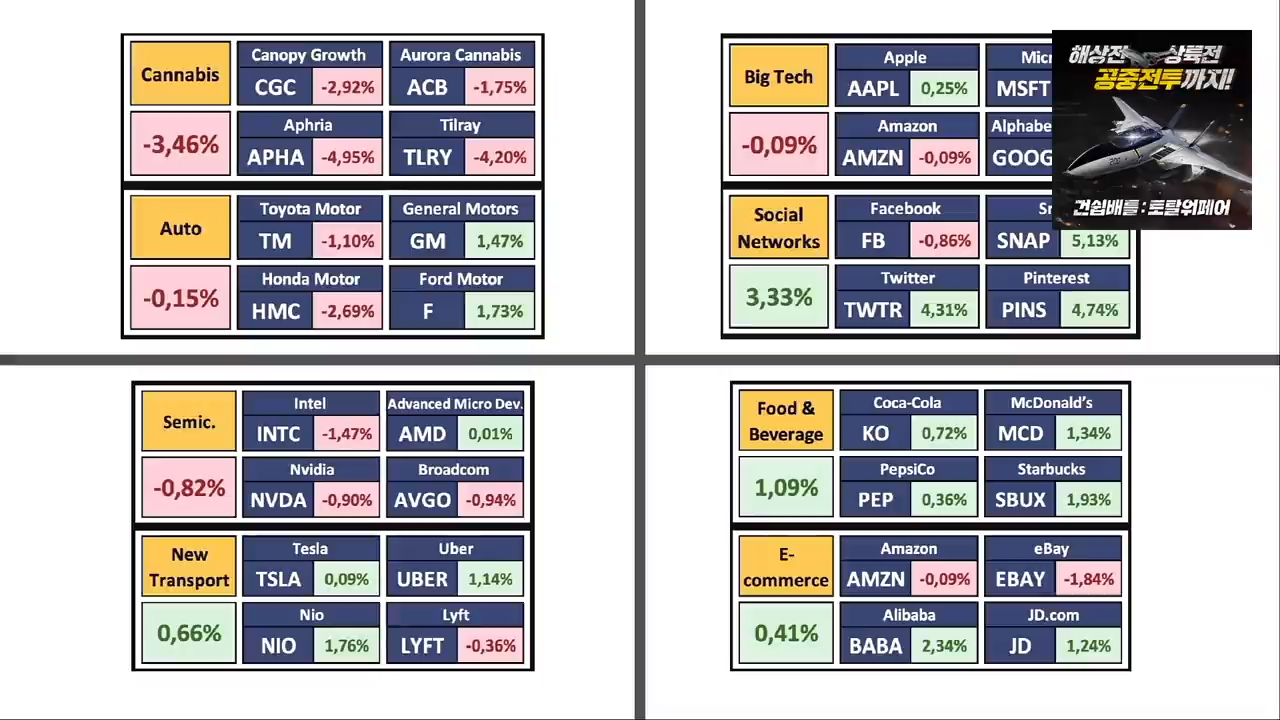 Cannabis
-3,46%
Canopy Growth
CGC -2,92%
Aurora Cannabis
ACB -1,75%
Aphria
APHA -4,95%
Tilray
TLRY -4,20%
Auto
-0,15%
Toyota Motor
TM -1,10%
General Motors
GM 1,47%
Honda Motor
HMC -2,69%
Ford Motor
F 1,73%
Big Tech
-0,09%
Apple
AAPL 0,25%
MSFT
Amazon
AMZN -0,09%
Social
Networks
3,33%
Facebook
FB -0,86%
SNAP 5,13%
Twitter
TWTR 4,31%
Pinterest
PINS 4,74%
해상전 상륙전
공중전투까지!
건쉽배틀:토탈워페어
Semic.
-0,82%
Intel
INTC -1,47%
Advanced Micro Dev.
AMD 0,01%
Nvidia
NVDA -0,90%
Broadcom
AVGO -0,94%
New
Transport
0,66%
Tesla
TSLA 0,09%
Uber
UBER 1,14%
Nio
NIO 1,76%
Lyft
LYFT -0,36%
Food &
Beverage
1,09%
Coca-Cola
KO 0,72%
McDonald's
MCD 1,34%
PepsiCo
PEP 0,36%
Starbucks
SBUX 1,93%
E-
commerce
0,41%
Amazon
AMZN -0,09%
eBay
EBAY -1,84%
Alibaba
BABA 2,34%
JD.com
JD 1,24%